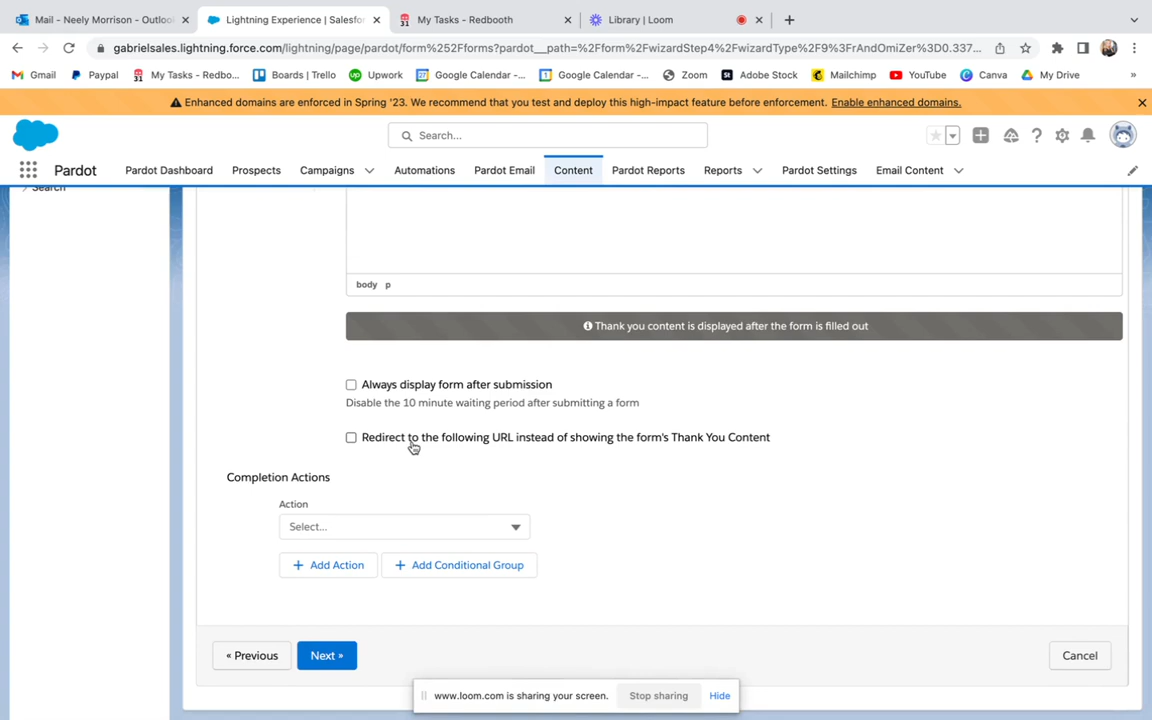 Mail - Neely Morrison - Outlook
Lightning Experience | Salesfor
My Tasks - Redbooth
Library | Loom
gabrielsales.lightning.force.com/lightning/page/pardot/form%252Fforms?pardot__path=%2Fform%2FwizardStep4%2FwizardType%2F9%3FrAndOmiZer%3D0.337...
Gmail
Paypal
My Tasks - Redbo...
Boards | Trello
Upwork
Google Calendar -...
Google Calendar -...
Zoom
Adobe Stock
Mailchimp
YouTube
Canva
My Drive
»
Enhanced domains are enforced in Spring '23. We recommend that you test and deploy this high-impact feature before enforcement. Enable enhanced domains.
Search...
Pardot
Pardot Dashboard
Prospects
Campaigns
Automations
Pardot Email
Content
Pardot Reports
Reports
Pardot Settings
Email Content
Search
body p
Thank you content is displayed after the form is filled out
Always display form after submission
Disable the 10 minute waiting period after submitting a form
Redirect to the following URL instead of showing the form's Thank You Content
Completion Actions
Action
Select...
+ Add Action
+ Add Conditional Group
« Previous
Next »
Cancel
www.loom.com is sharing your screen.
Stop sharing
Hide